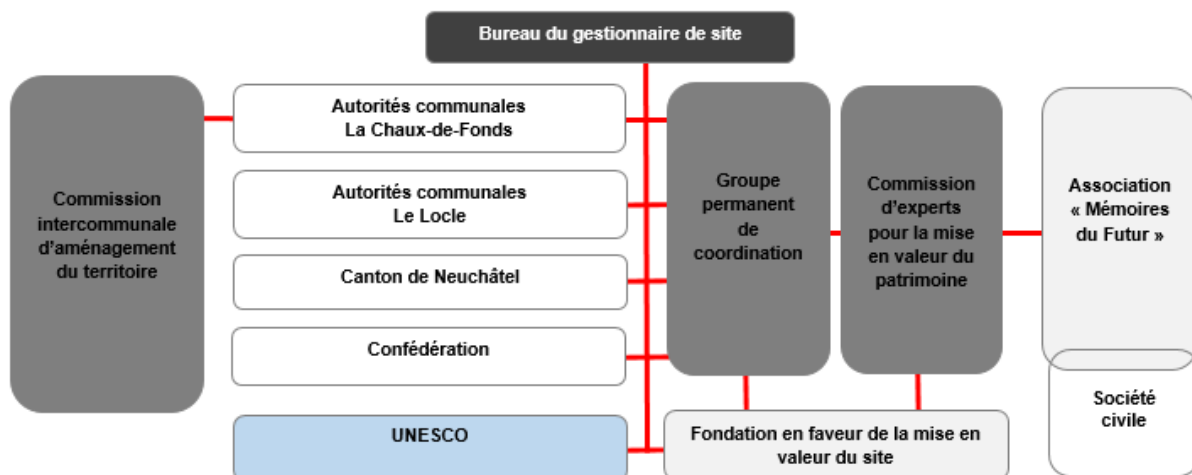 Bureau du gestionnaire de site
Commission
intercommunale
d'aménagement
du territoire
Autorités communales
La Chaux-de-Fonds
Autorités communales
Le Locle
Canton de Neuchâtel
Confédération
UNESCO
Groupe
permanent
de
coordination
Commission
d'experts
pour la mise
en valeur du
patrimoine
Fondation en faveur de la mise en
valeur du site
Association
« Mémoires
du Futur »
Société
civile